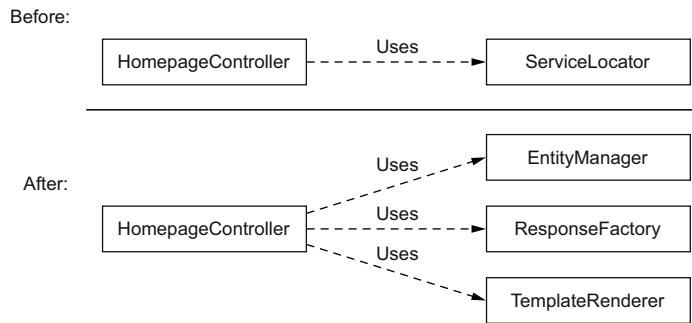 Before:
HomepageController
Uses
ServiceLocator
After:
HomepageController
Uses
EntityManager
Uses
ResponseFactory
Uses
TemplateRenderer